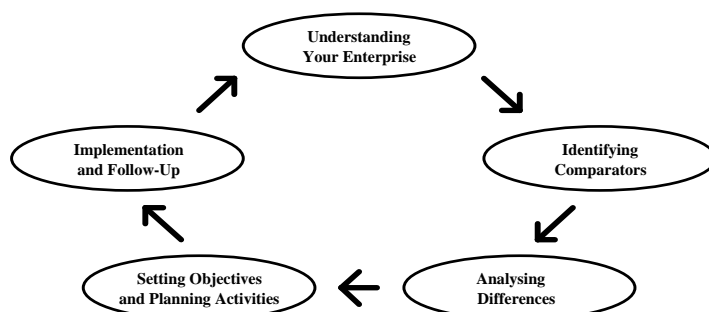 Understanding
Your Enterprise
Identifying
Comparators
Analysing
Differences
Setting Objectives
and Planning Activities
Implementation
and Follow-Up